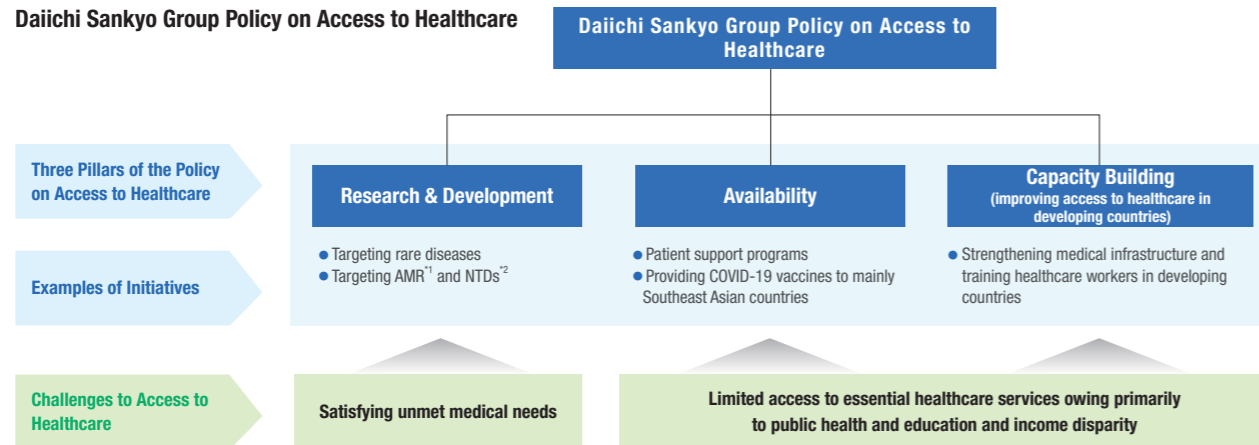 Daiichi Sankyo Group Policy on Access to Healthcare
Daiichi Sankyo Group Policy on Access to
Healthcare
Three Pillars of the Policy
on Access to Healthcare
Research & Development
Availability
Capacity Building
(improving access to healthcare in
developing countries)
Examples of Initiatives
● Targeting rare diseases
● Targeting AMR*1 and NTDs*2
● Patient support programs
● Providing COVID-19 vaccines to mainly
Southeast Asian countries
● Strengthening medical infrastructure and
training healthcare workers in developing
countries
Challenges to Access to
Healthcare
Satisfying unmet medical needs
Limited access to essential healthcare services owing primarily
to public health and education and income disparity